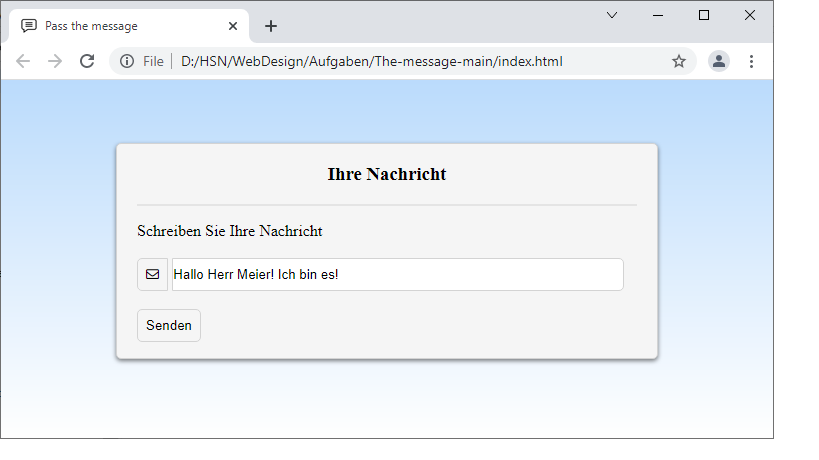 Pass the message
File D:/HSN/WebDesign/Aufgaben/The-message-main/index.html
Ihre Nachricht
Schreiben Sie Ihre Nachricht
Hallo Herr Meier! Ich bin es!
Senden